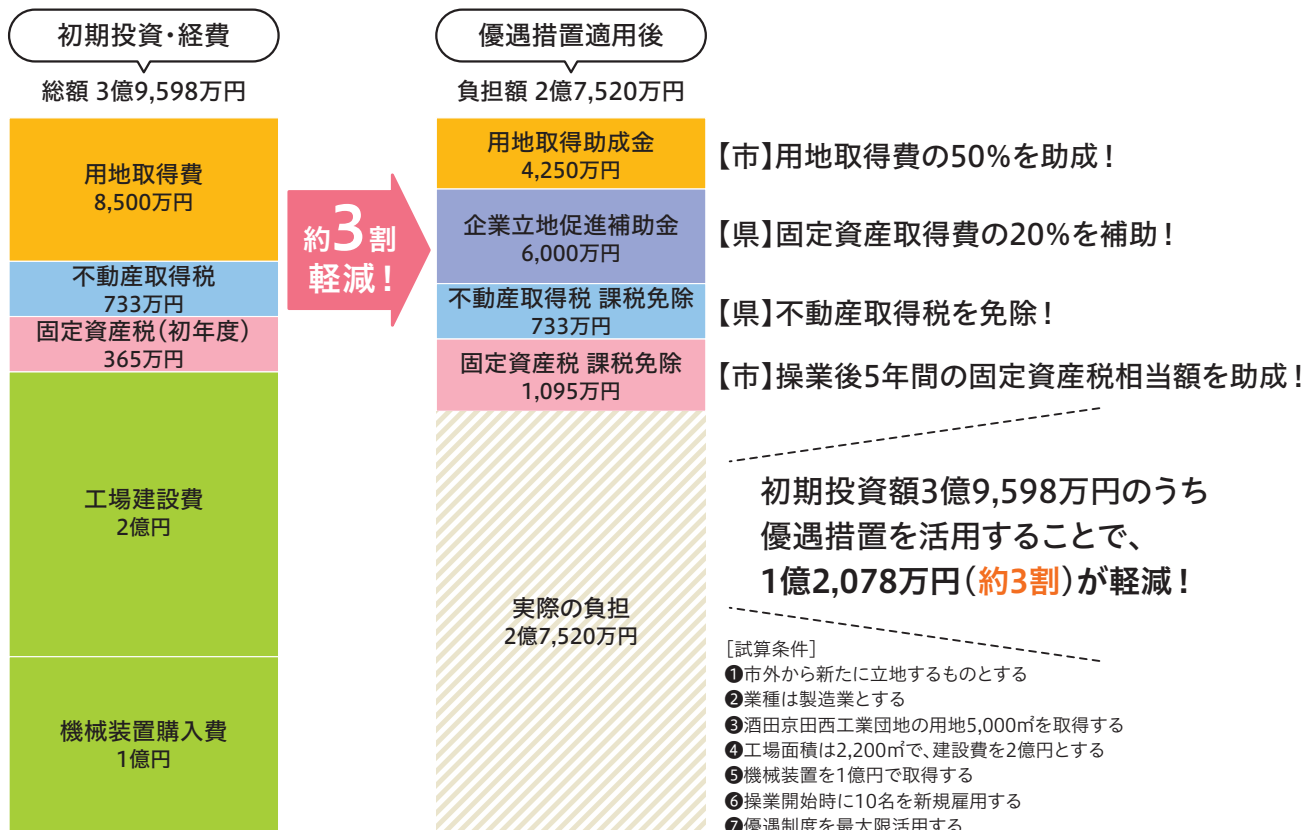 初期投資・経費
総額 3億9,598万円
用地取得費
8,500万円
不動産取得税
733万円
固定資産税（初年度）
365万円
工場建設費
2億円
機械装置購入費
1億円
約3割
軽減！
優遇措置適用後
負担額 2億7,520万円
用地取得助成金
4,250万円
企業立地促進補助金
6,000万円
不動産取得税 課税免除
733万円
固定資産税 課税免除
1,095万円
実際の負担
2億7,520万円
【市】用地取得費の50%を助成！
【県】固定資産取得費の20%を補助！
【県】不動産取得税を免除！
【市】操業後5年間の固定資産税相当額を助成！
初期投資額3億9,598万円のうち
優遇措置を活用することで、
1億2,078万円（約3割）が軽減！
［試算条件］
❶市外から新たに立地するものとする
❷業種は製造業とする
❸酒田京田西工業団地の用地5,000㎡を取得する
❹工場面積は2,200㎡で、建設費を2億円とする
❺機械装置を1億円で取得する
❻操業開始時に10名を新規雇用する
❼優遇制度を最大限活用する